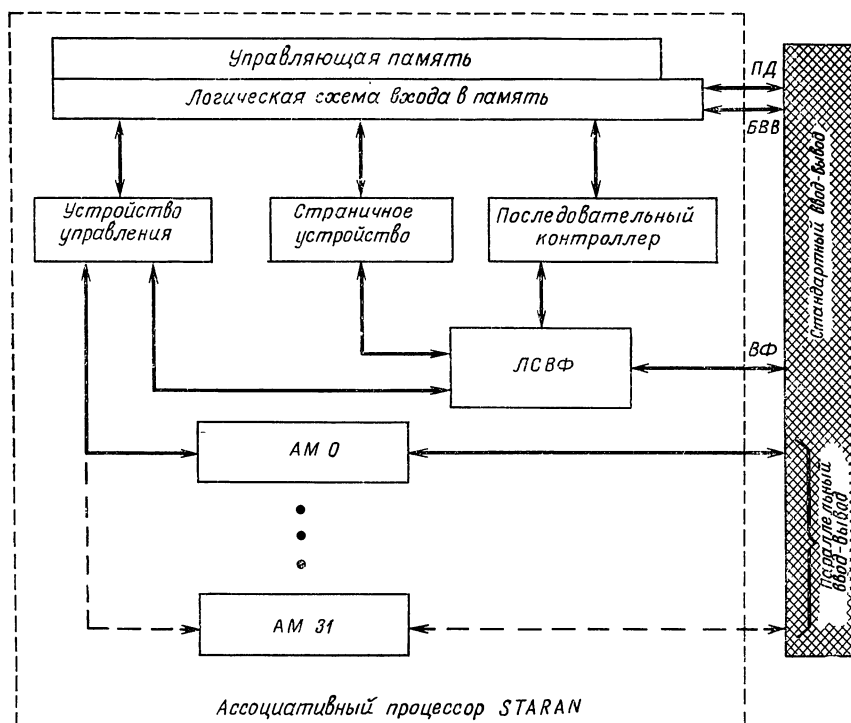 Управляющая память
Логическая схема входа в память
ПД
БВВ
Устройство
управления
Страничное
устройство
Последовательный
контроллер
Стандартный ввод-вывод
ЛСВФ
ВФ
АМ 0
Параллельный
ввод-вывод
АМ 31
Ассоциативный процессор STARAN